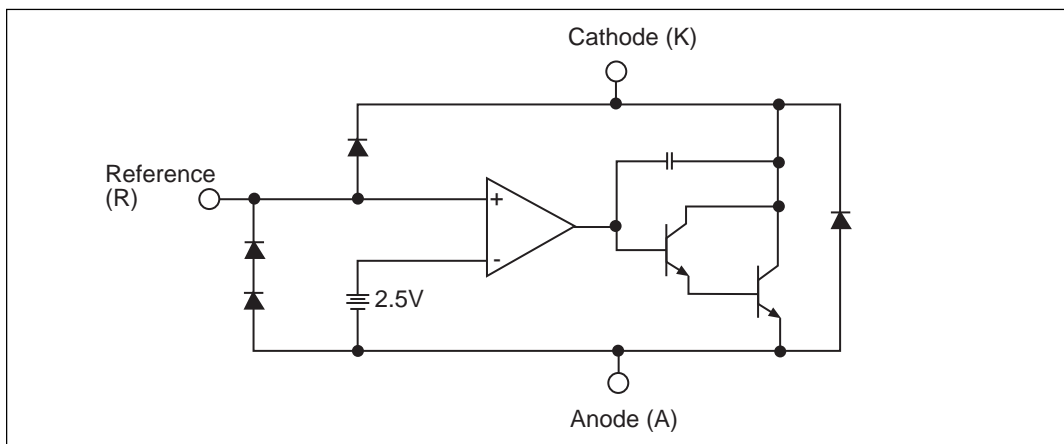 Cathode (K)
Reference
(R)
+
-
2.5V
Anode (A)